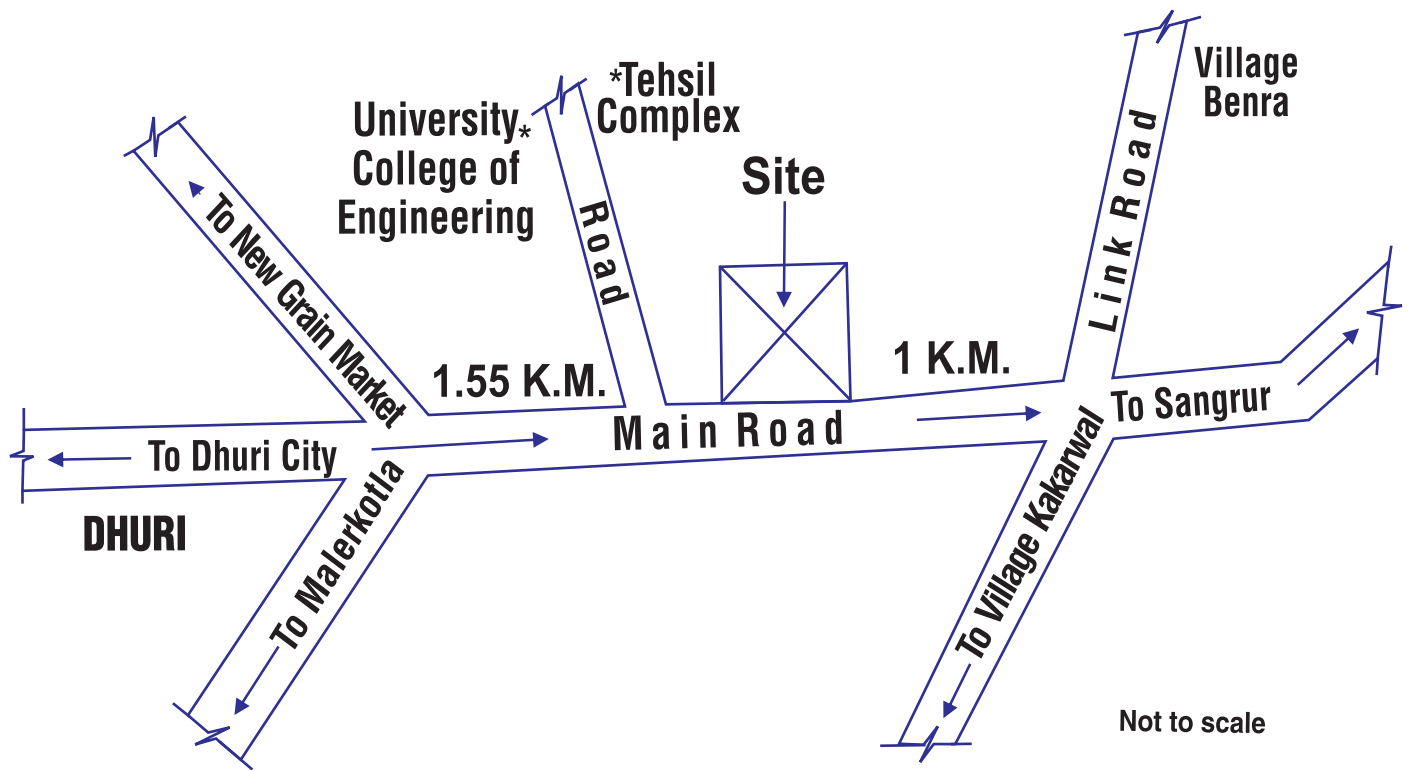 *Tehsil
Complex
University*
College of
Engineering
Village
Benra
Site
Road
Link Road
To New Grain Market
1.55 K.M.
1 K.M.
Main Road
To Sangrur
To Dhuri City
DHURI
To Malerkotla
To Village Kakarwal
Not to scale